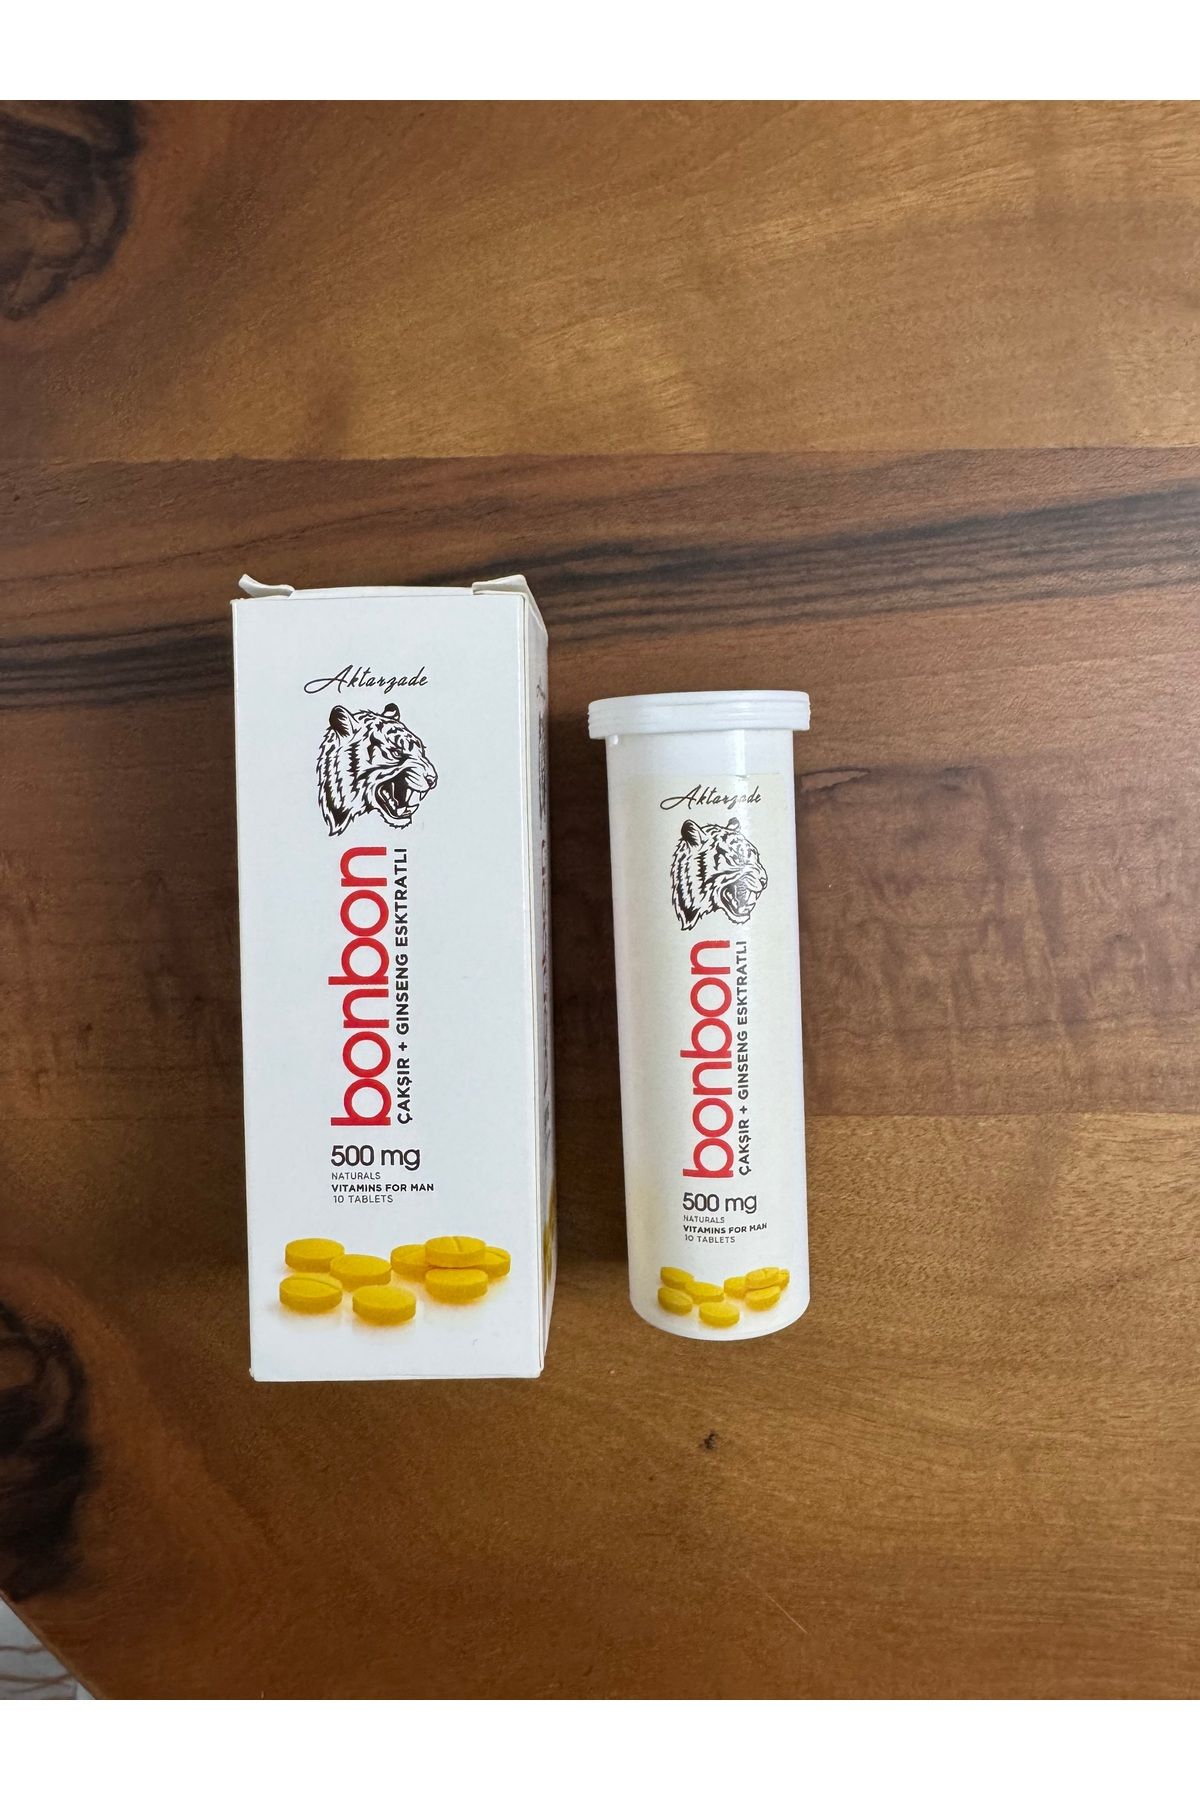 Aktarzade
bonbon
ÇAKŞIR + GINSENG ESKTRATLI
500 mg
NATURALS
VITAMINS FOR MAN
10 TABLETS
Aktarzade
bonbon
ÇAKŞIR + GINSENG ESKTRATLI
500 mg
NATURALS
VITAMINS FOR MAN
10 TABLETS